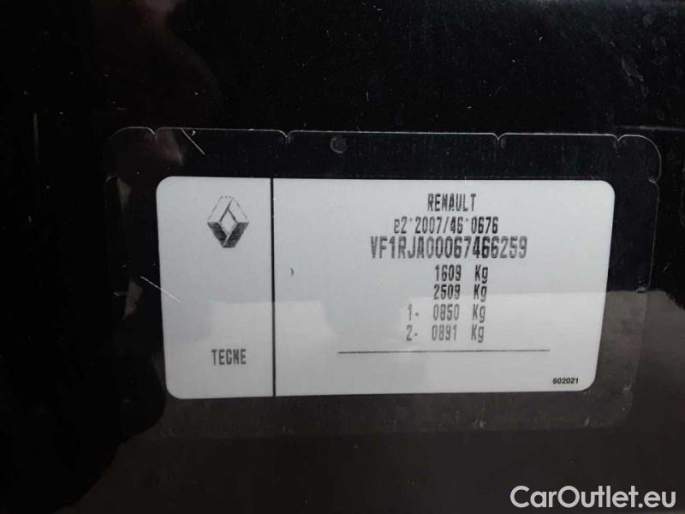 RENAULT
e2*2007/46*0676
VF1RJA00067466259
1609 Kg
2509 Kg
1- 0850 Kg
2- 0891 Kg
TECNE
602021
CarOutlet.eu